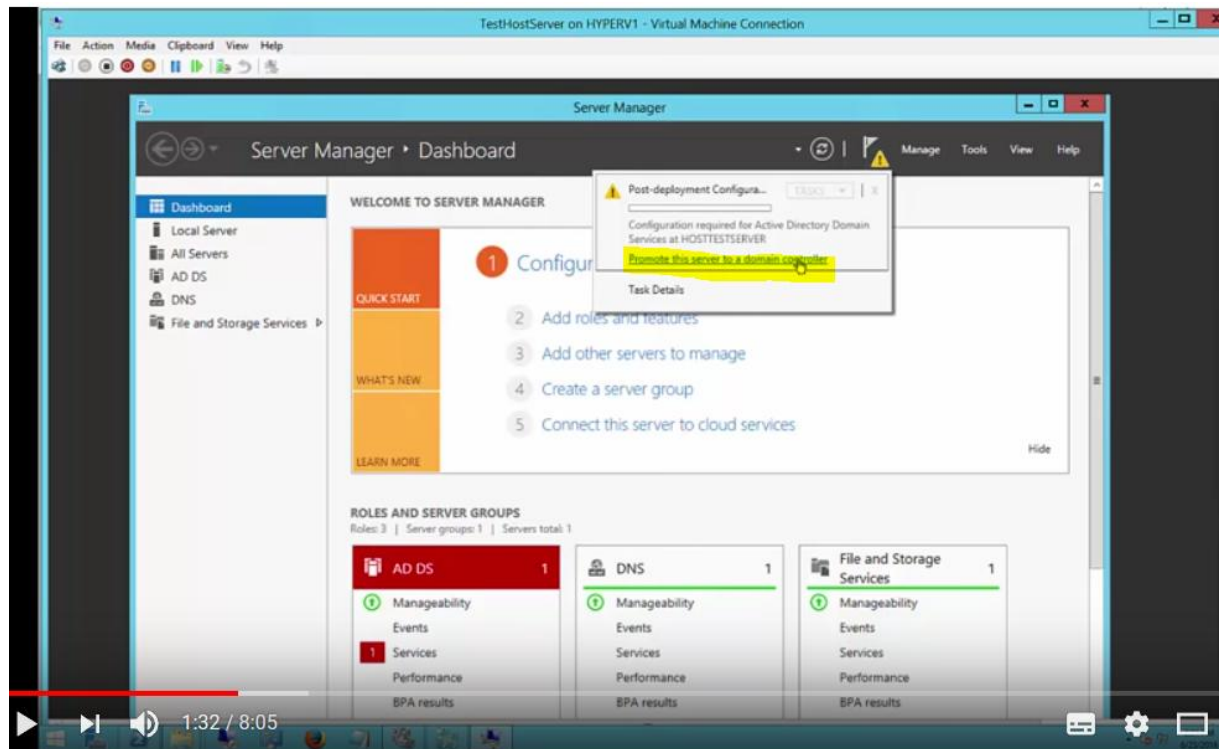 TestHostServer on HYPERV1 - Virtual Machine Connection
File Action Media Clipboard View Help
Server Manager
Server Manager • Dashboard
Manage Tools View Help
Dashboard
Local Server
All Servers
AD DS
DNS
File and Storage Services
WELCOME TO SERVER MANAGER
Post-deployment Configura...
TASKS
x
Configuration required for Active Directory Domain
Services at HOSTTESTSERVER
Promote this server to a domain controller
Task Details
QUICK START
WHAT'S NEW
LEARN MORE
1 Configur
2 Add roles and features
3 Add other servers to manage
4 Create a server group
5 Connect this server to cloud services
Hide
ROLES AND SERVER GROUPS
Roles: 3 | Server groups: 1 | Servers total: 1
AD DS 1
Manageability
Events
1 Services
Performance
BPA results
DNS 1
Manageability
Events
Services
Performance
BPA results
File and Storage
Services 1
Manageability
Events
Services
Performance
BPA results
1:32 / 8:05